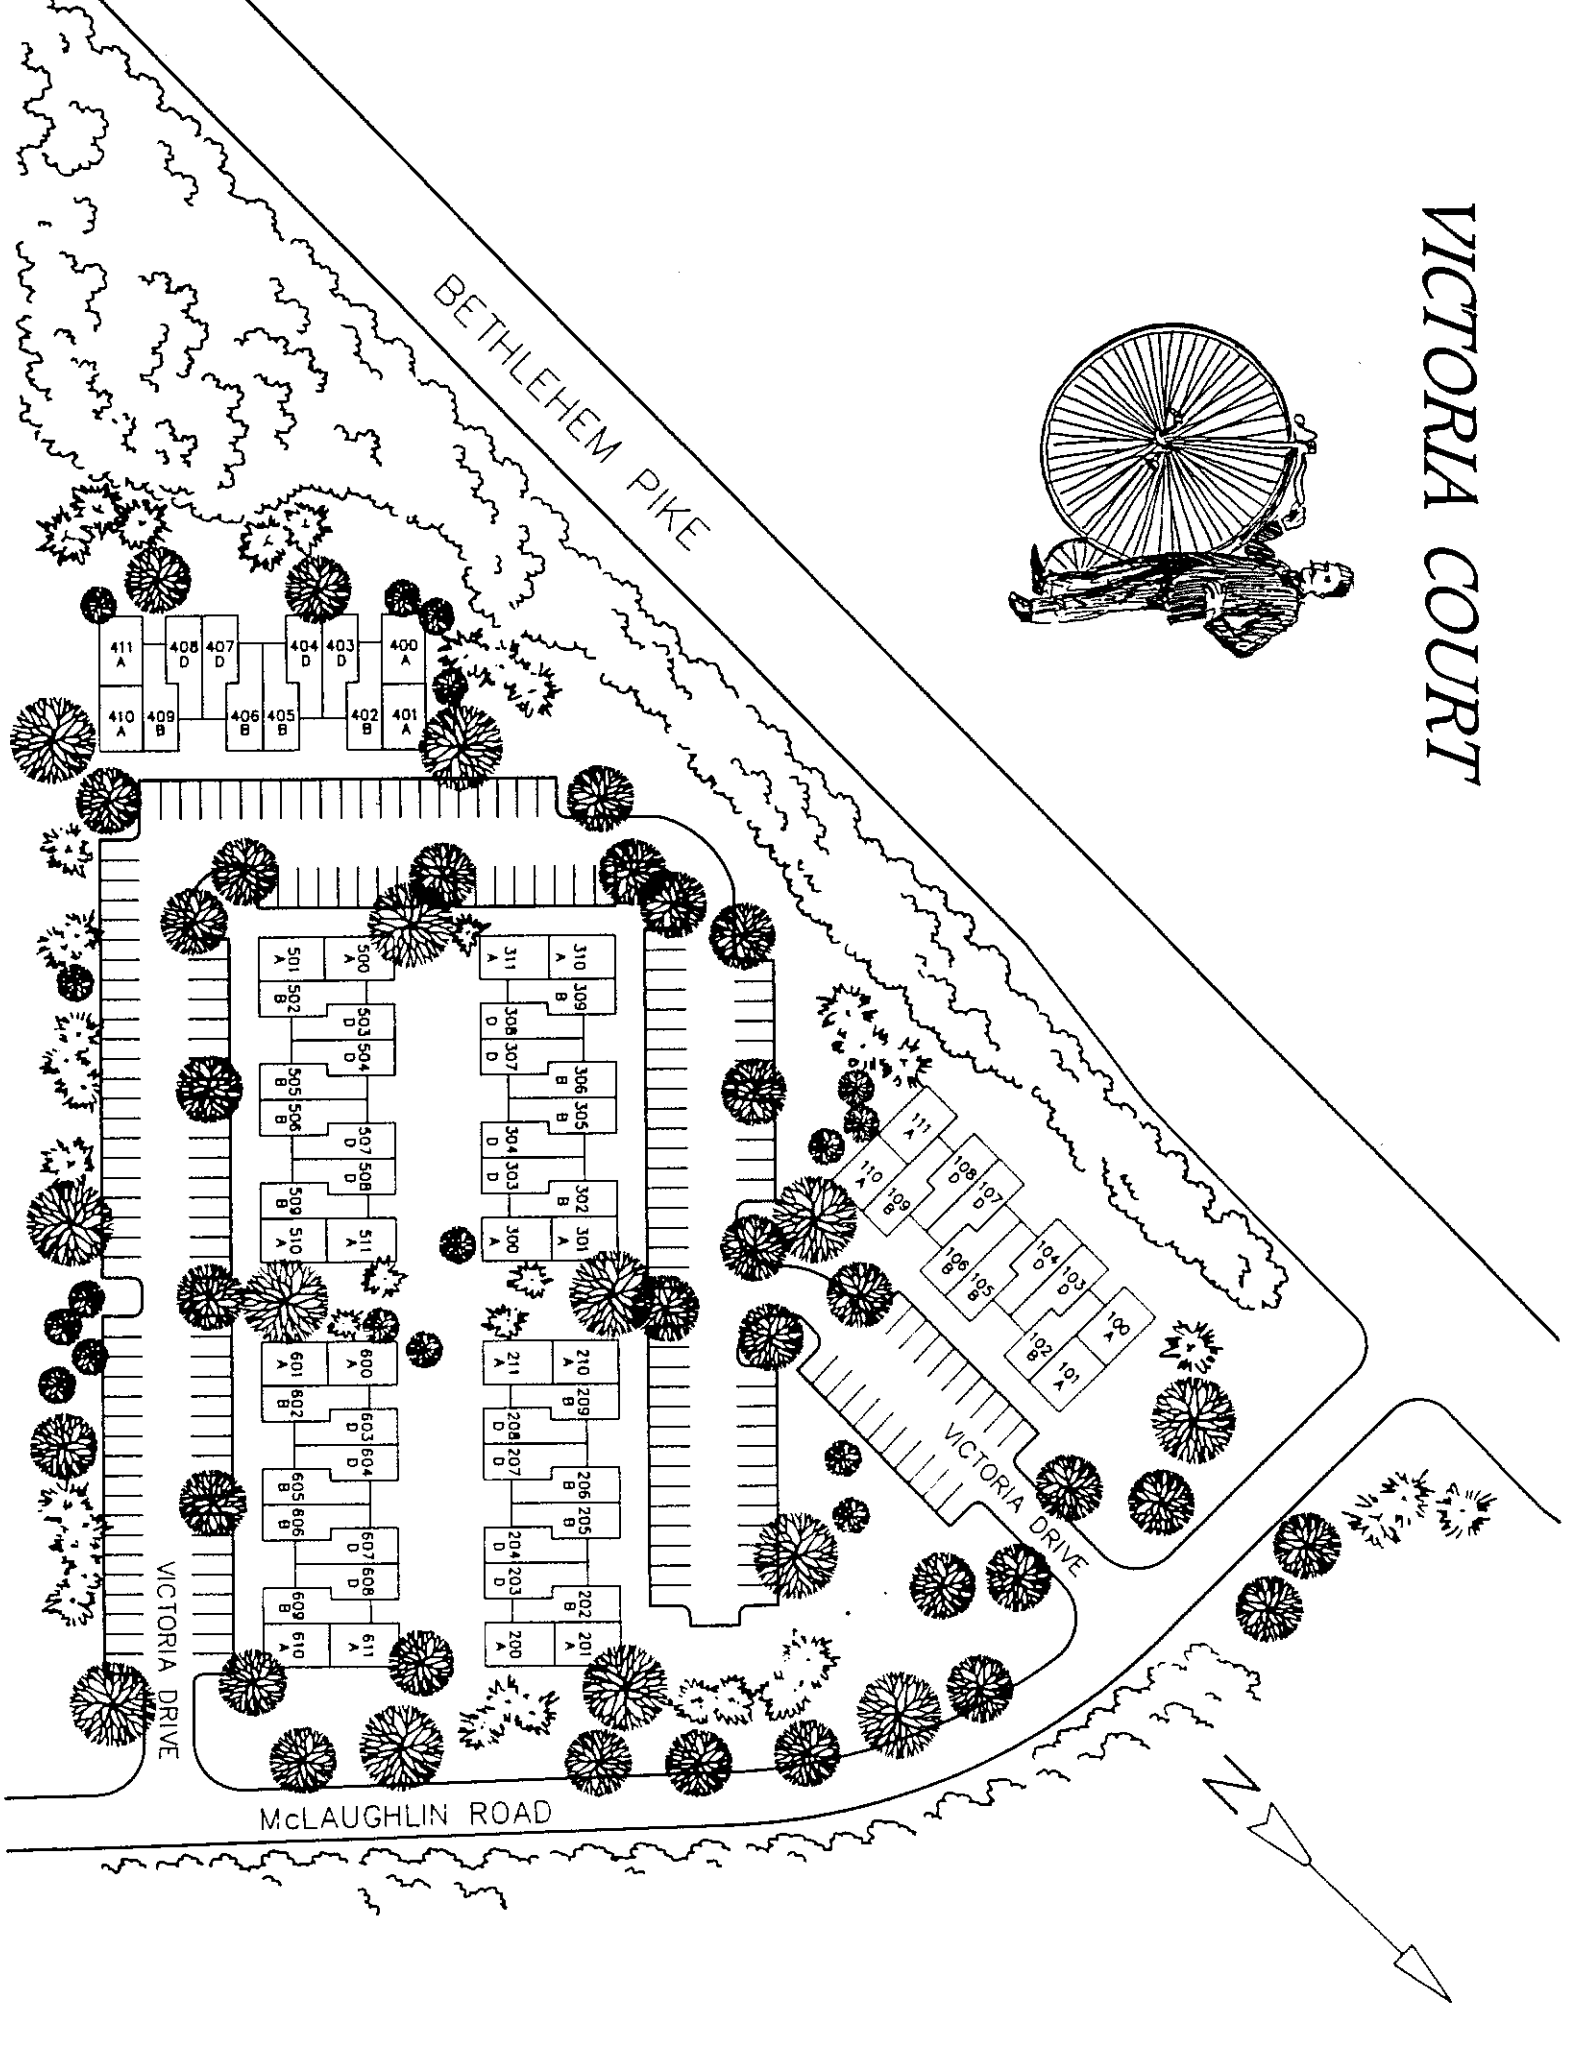 VICTORIA COURT
BETHLEHEM PIKE
411
A
408
D
407
D
404
D
403
D
400
A
410
A
409
B
406
B
405
B
402
B
401
A
501
A
500
A
502
B
503
D
504
D
505
B
506
B
507
D
508
D
509
B
510
A
511
A
311
A
310
A
309
B
308
D
307
D
306
B
305
B
304
D
303
D
302
B
300
A
301
A
111
A
110
A
109
B
108
D
107
D
106
B
105
B
104
D
103
D
102
B
100
A
101
A
601
A
600
A
602
B
603
D
604
D
605
B
606
B
607
D
608
D
609
B
610
A
611
A
211
A
210
A
209
B
208
D
207
D
206
B
205
B
204
D
203
D
202
B
200
A
201
A
VICTORIA DRIVE
VICTORIA DRIVE
McLAUGHLIN ROAD
N